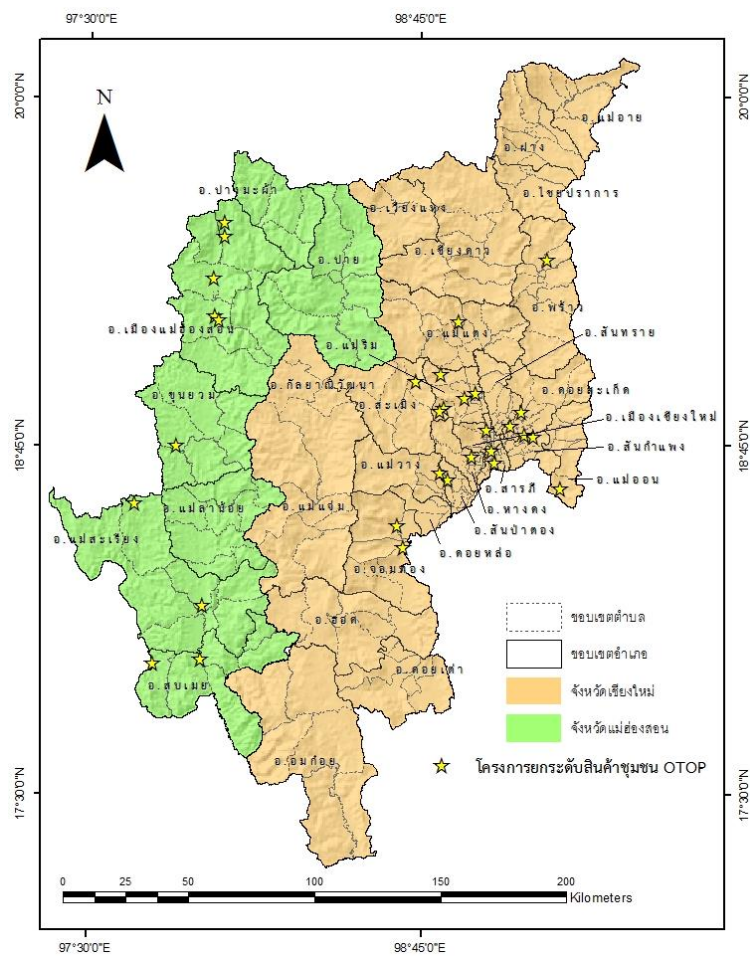 97°30'0"E
98°45'0"E
20°0'0"N
20°0'0"N
N
อ.แม่อาย
อ.ฝาง
อ.ไชยปราการ
อ.ปางมะผ้า
อ.เวียงแหง
อ.เชียงดาว
อ.ปาย
อ.พร้าว
อ.เมืองแม่ฮ่องสอน
อ.แม่แตง
อ.แม่ริม
อ.สันทราย
อ.กัลยาณิวัฒนา
อ.ดอยสะเก็ด
อ.ขุนยวม
อ.สะเมิง
อ.เมืองเชียงใหม่
18°45'0"N
18°45'0"N
อ.สันกำแพง
อ.แม่วาง
อ.แม่ออน
อ.สารภี
อ.แม่ลาน้อย
อ.แม่แจ่ม
อ.หางดง
อ.สันป่าตอง
อ.แม่สะเรียง
อ.ดอยหล่อ
อ.จอมทอง
อ.ฮอด
อ.ดอยเต่า
อ.สบเมย
อ.อมก๋อย
ขอบเขตตำบล
ขอบเขตอำเภอ
จังหวัดเชียงใหม่
จังหวัดแม่ฮ่องสอน
โครงการยกระดับสินค้าชุมชน OTOP
17°30'0"N
17°30'0"N
0 25 50 100 150 200
Kilometers
97°30'0"E
98°45'0"E